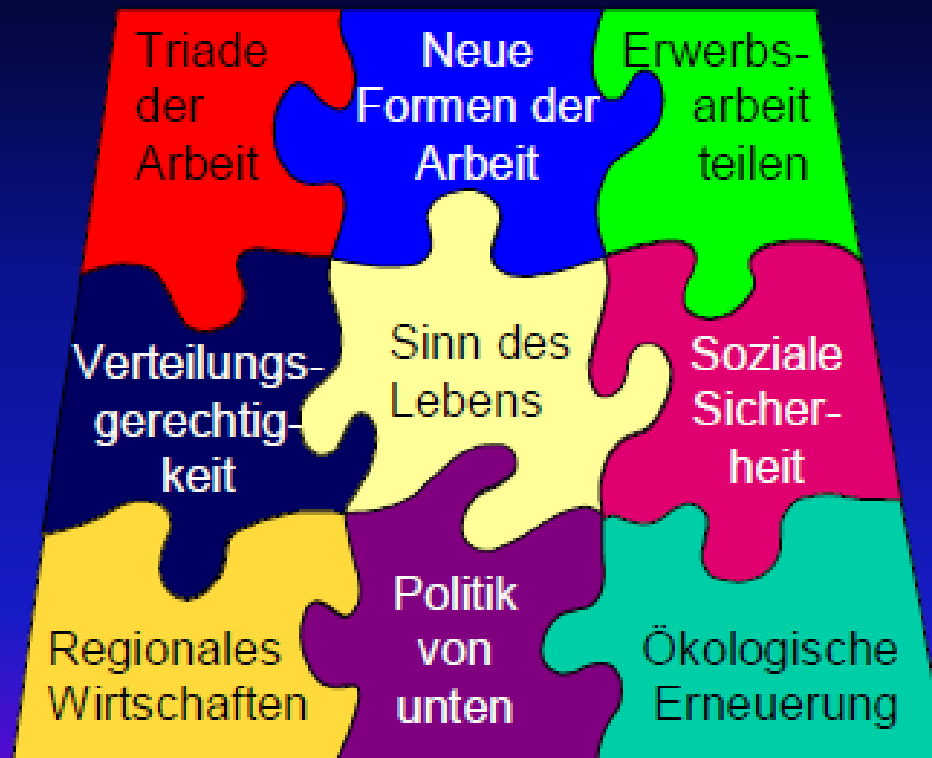 Triade
der
Arbeit
Neue
Formen der
Arbeit
Erwerbs-
arbeit
teilen
Verteilungs-
gerechtig-
keit
Sinn des
Lebens
Soziale
Sicher-
heit
Regionales
Wirtschaften
Politik
von
unten
Ökologische
Erneuerung